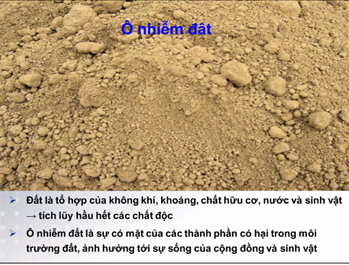 Ô nhiễm đất
➢ Đất là tổ hợp của không khí, khoáng, chất hữu cơ, nước và sinh vật
→ tích lũy hầu hết các chất độc
➢ Ô nhiễm đất là sự có mặt của các thành phần có hại trong môi
trường đất, ảnh hưởng tới sự sống của cộng đồng và sinh vật